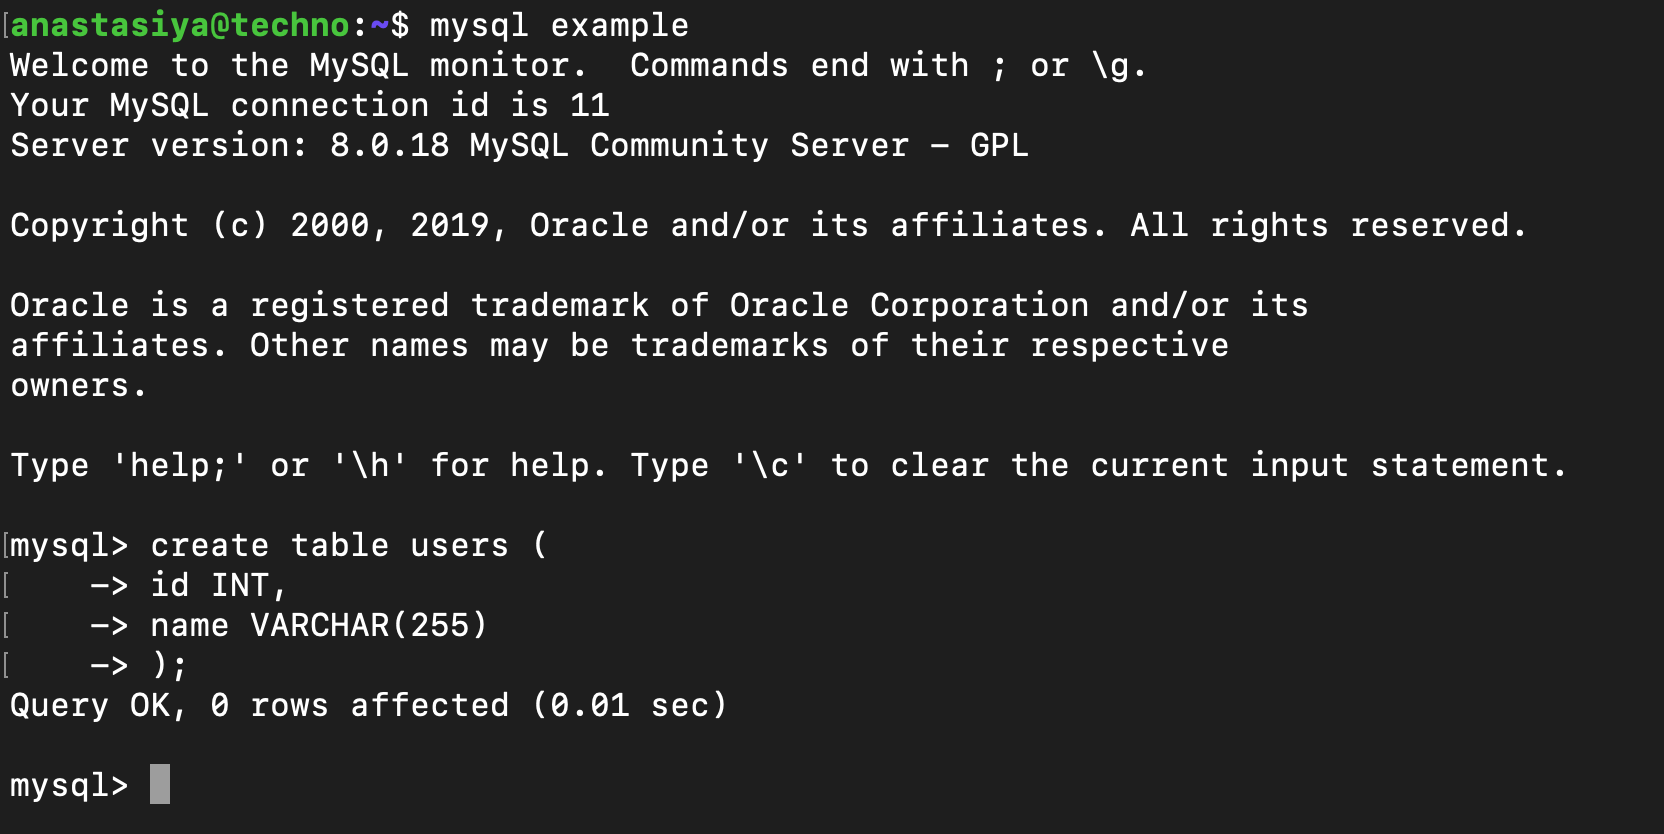 anastasiya@techno:~$ mysql example
Welcome to the MySQL monitor.  Commands end with ; or \g.
Your MySQL connection id is 11
Server version: 8.0.18 MySQL Community Server – GPL
Copyright (c) 2000, 2019, Oracle and/or its affiliates. All rights reserved.
Oracle is a registered trademark of Oracle Corporation and/or its
affiliates. Other names may be trademarks of their respective
owners.
Type 'help;' or '\h' for help. Type '\c' to clear the current input statement.
mysql> create table users (
    -> id INT,
    -> name VARCHAR(255)
    -> );
Query OK, 0 rows affected (0.01 sec)
mysql>